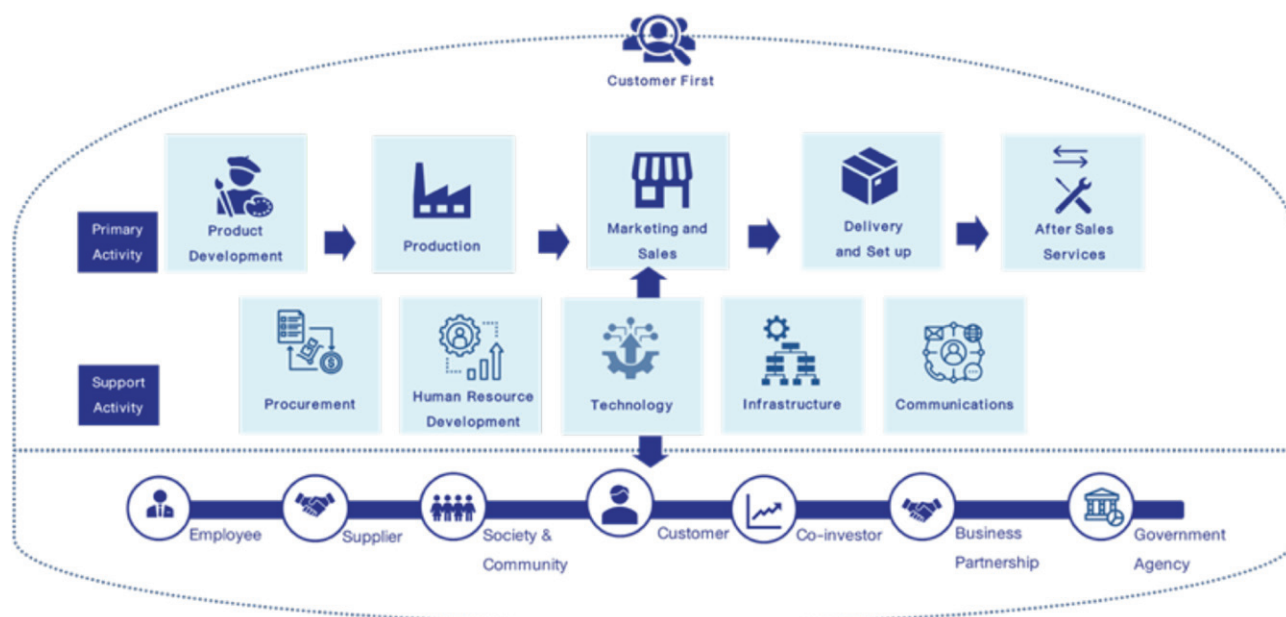 Customer First
Primary
Activity
Product
Development
Production
Marketing and
Sales
Delivery
and Set up
After Sales
Services
Support
Activity
Procurement
Human Resource
Development
Technology
Infrastructure
Communications
Employee
Supplier
Society &
Community
Customer
Co-investor
Business
Partnership
Government
Agency